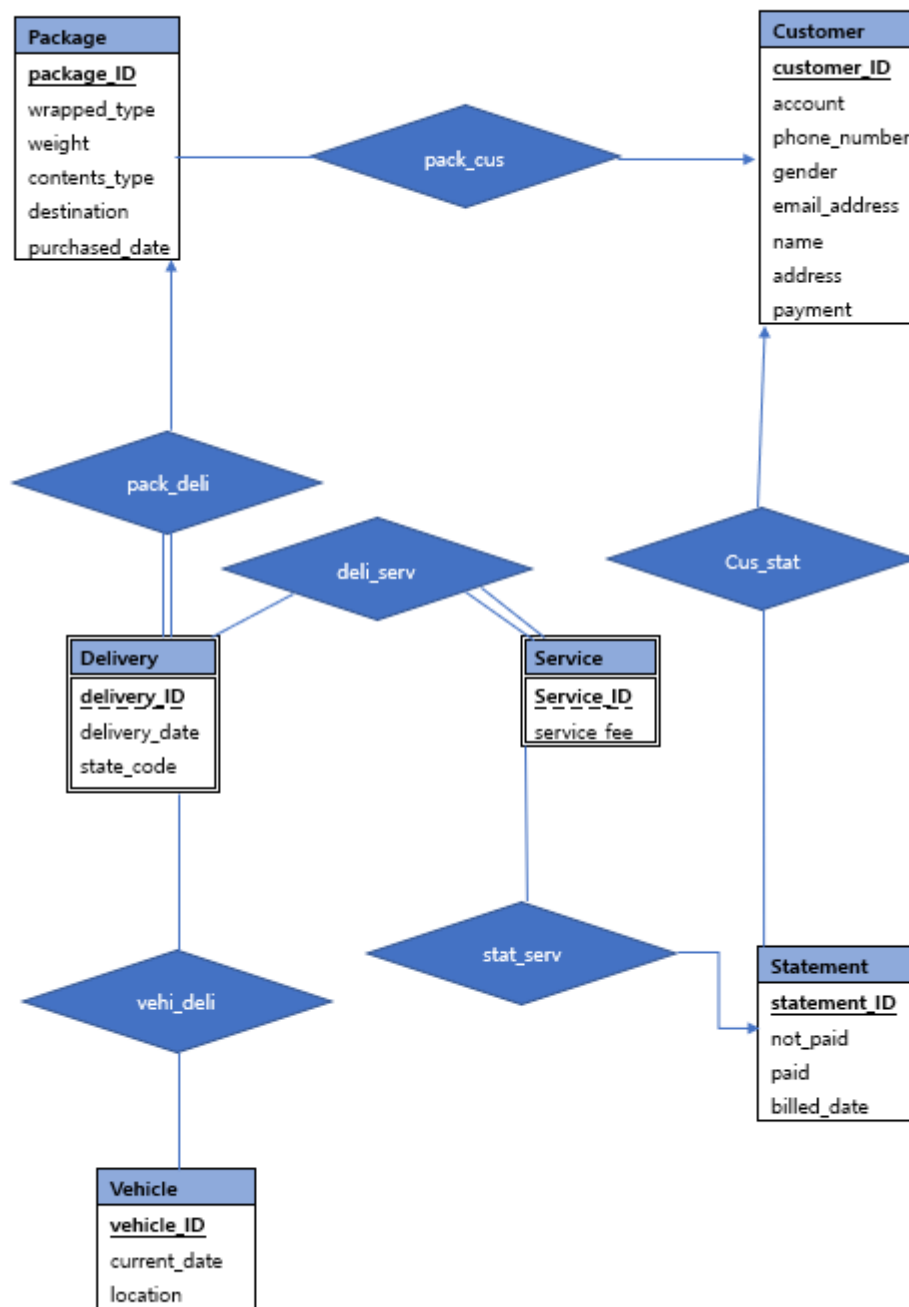 Package
package_ID
wrapped_type
weight
contents_type
destination
purchased_date
pack_cus
Customer
customer_ID
account
phone_number
gender
email_address
name
address
payment
pack_deli
deli_serv
Cus_stat
Delivery
delivery_ID
delivery_date
state_code
Service
Service_ID
service_fee
stat_serv
vehi_deli
Statement
statement_ID
not_paid
paid
billed_date
Vehicle
vehicle_ID
current_date
location